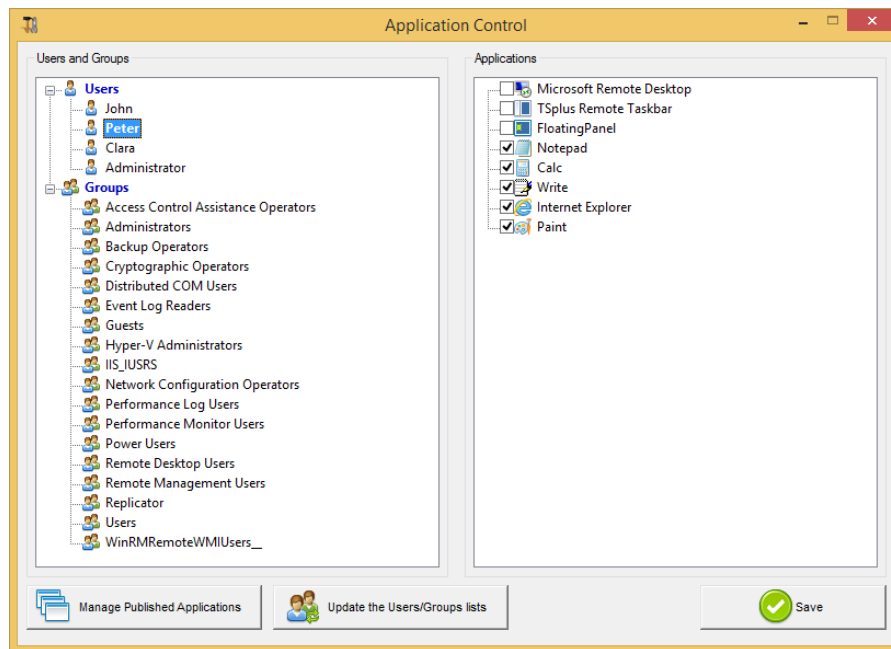 Application Control
Users and Groups
Users
John
Peter
Clara
Administrator
Groups
Access Control Assistance Operators
Administrators
Backup Operators
Cryptographic Operators
Distributed COM Users
Event Log Readers
Guests
Hyper-V Administrators
IIS_IUSRS
Network Configuration Operators
Performance Log Users
Performance Monitor Users
Power Users
Remote Desktop Users
Remote Management Users
Replicator
Users
WinRMRemoteWMIUsers__
Applications
Microsoft Remote Desktop
TSplus Remote Taskbar
FloatingPanel
Notepad
Calc
Write
Internet Explorer
Paint
Manage Published Applications
Update the Users/Groups lists
Save